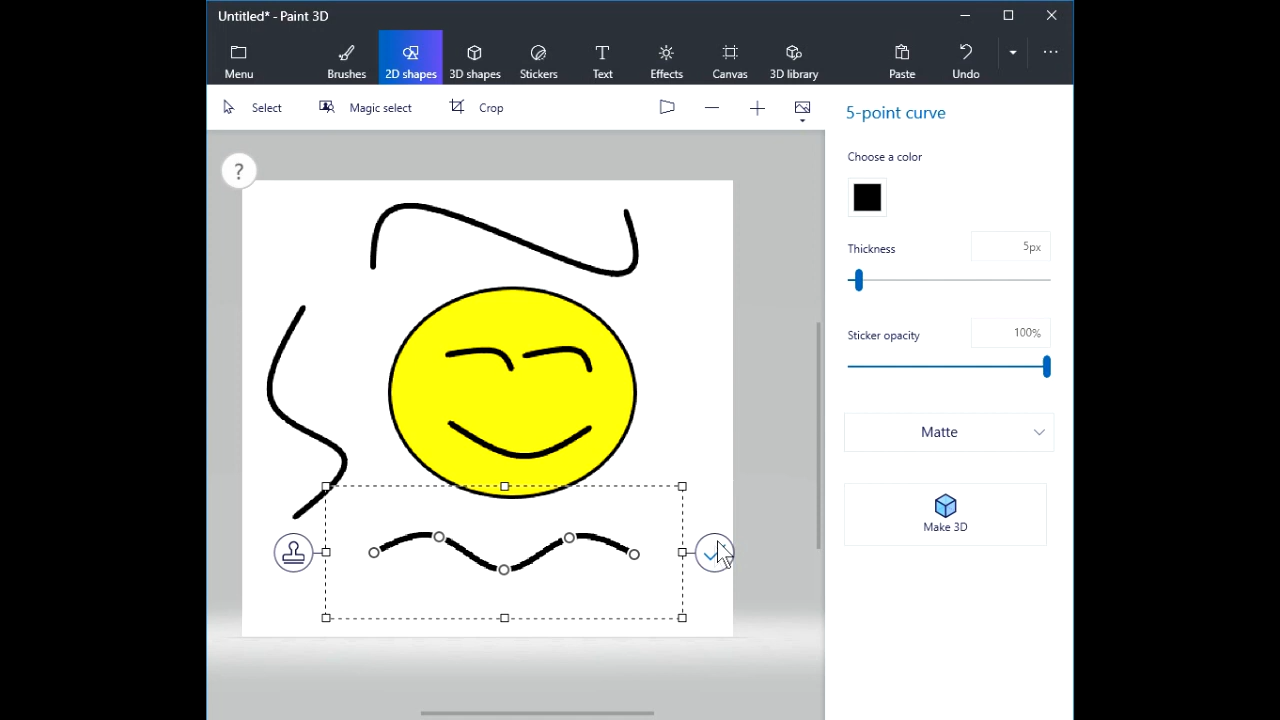 Untitled* - Paint 3D
Menu Brushes 2D shapes 3D shapes Stickers Text Effects Canvas 3D library Paste Undo
Select Magic select Crop
5-point curve
?
Choose a color
Thickness 5px
Sticker opacity 100%
Matte
Make 3D